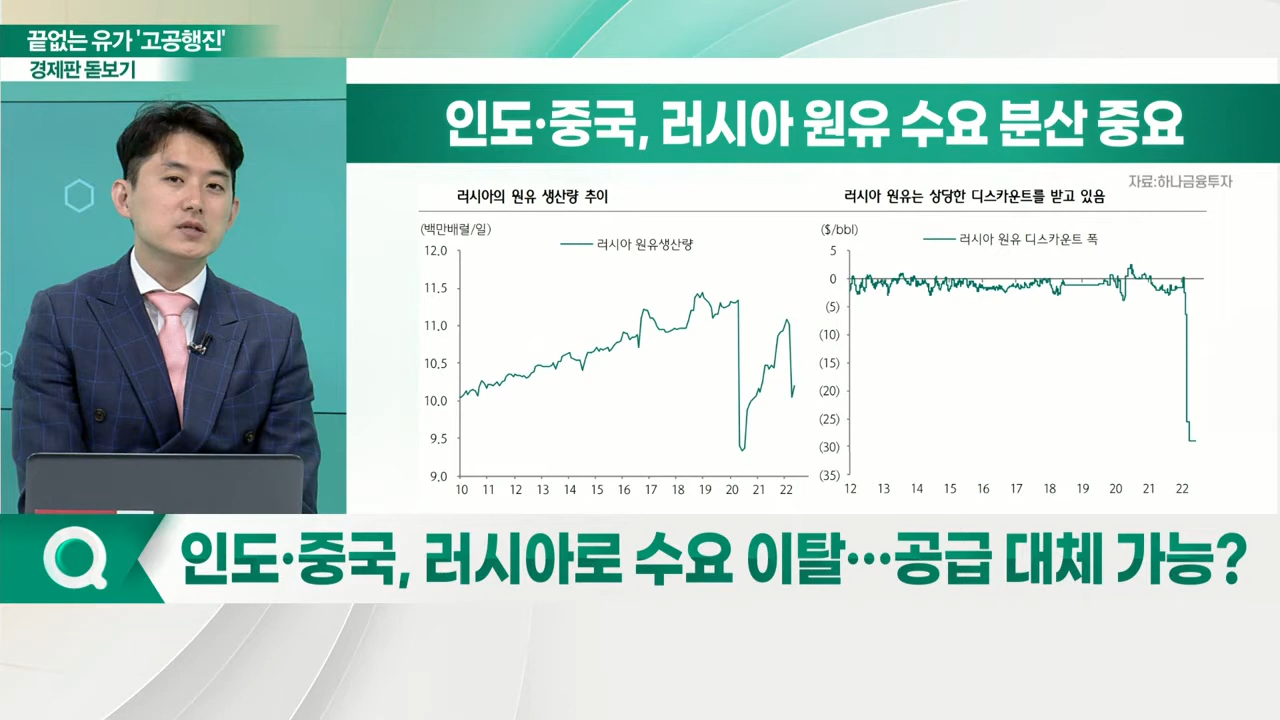 끝없는 유가 '고공행진'
경제판 돋보기
인도·중국, 러시아 원유 수요 분산 중요
자료:하나금융투자
러시아의 원유 생산량 추이
(백만배렬/일)
러시아 원유생산량
12.0
11.5
11.0
10.5
10.0
9.5
9.0
10 11 12 13 14 15 16 17 18 19 20 21 22
러시아 원유는 상당한 디스카운트를 받고 있음
($/bbl)
러시아 원유 디스카운트 폭
5
0
(5)
(10)
(15)
(20)
(25)
(30)
(35)
12 13 14 15 16 17 18 19 20 21 22
인도·중국, 러시아로 수요 이탈…공급 대체 가능?